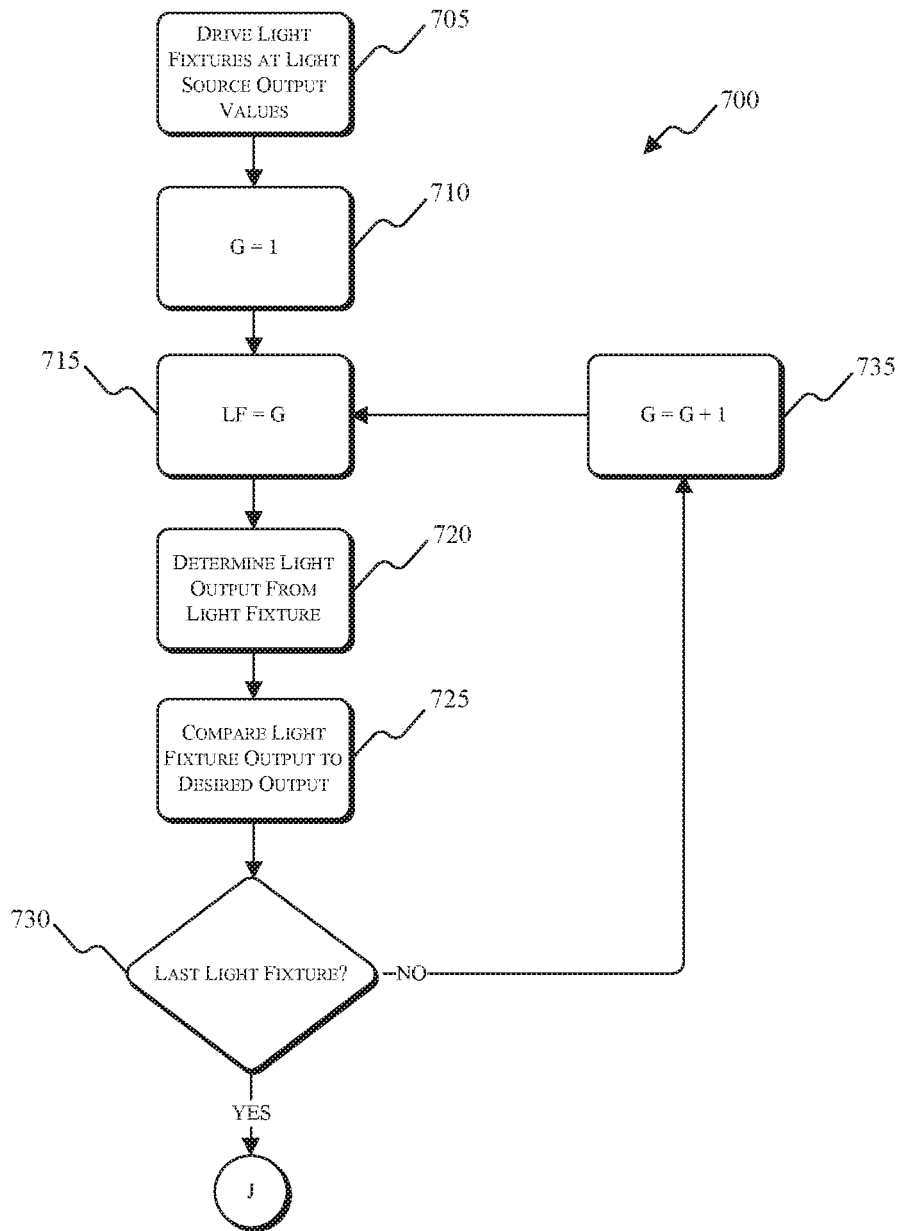 DRIVE LIGHT
FIXTURES AT LIGHT
SOURCE OUTPUT
VALUES
705
700
710
G = 1
715
LF = G
735
G = G + 1
720
DETERMINE LIGHT
OUTPUT FROM
LIGHT FIXTURE
725
COMPARE LIGHT
FIXTURE OUTPUT TO
DESIRED OUTPUT
730
LAST LIGHT FIXTURE?
NO
YES
J